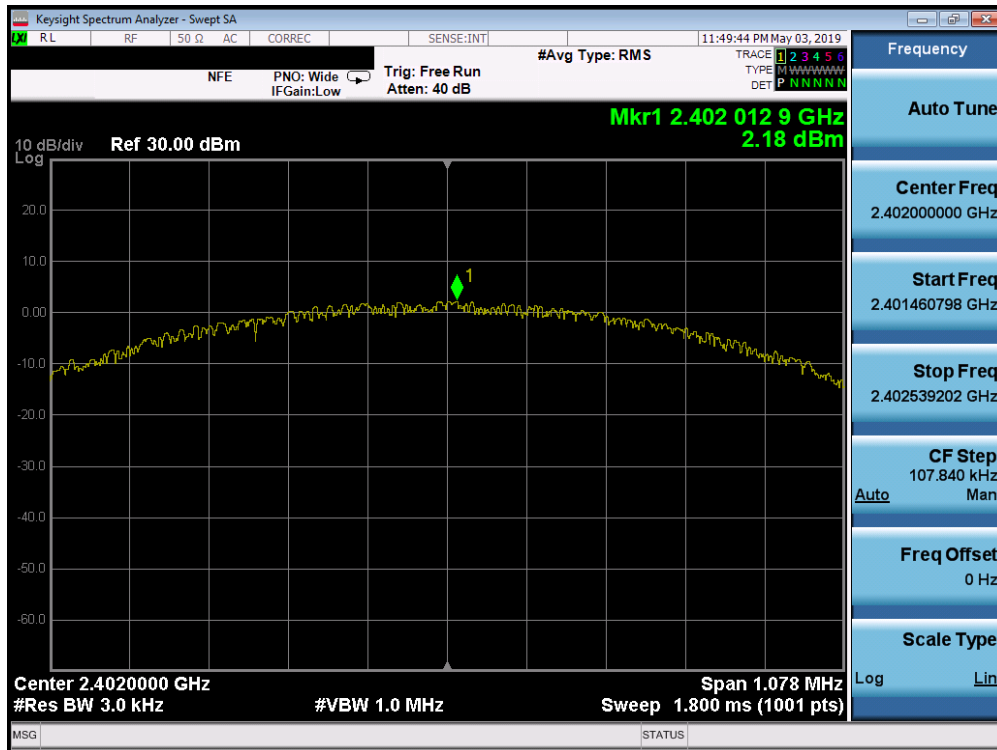 Keysight Spectrum Analyzer - Swept SA
LXI RL RF 50 Ω AC CORREC SENSE:INT 11:49:44 PM May 03, 2019
#Avg Type: RMS TRACE 1 2 3 4 5 6
NFE PNO: Wide Trig: Free Run TYPE M WWWWW
IFGain:Low Atten: 40 dB DET P N N N N N
Mkr1 2.402 012 9 GHz
2.18 dBm
10 dB/div Ref 30.00 dBm
Log
20.0
10.0
1
0.00
-10.0
-20.0
-30.0
-40.0
-50.0
-60.0
Center 2.4020000 GHz Span 1.078 MHz
#Res BW 3.0 kHz #VBW 1.0 MHz Sweep 1.800 ms (1001 pts)
MSG STATUS
Frequency
Auto Tune
Center Freq
2.402000000 GHz
Start Freq
2.401460798 GHz
Stop Freq
2.402539202 GHz
CF Step
107.840 kHz
Auto Man
Freq Offset
0 Hz
Scale Type
Log Lin